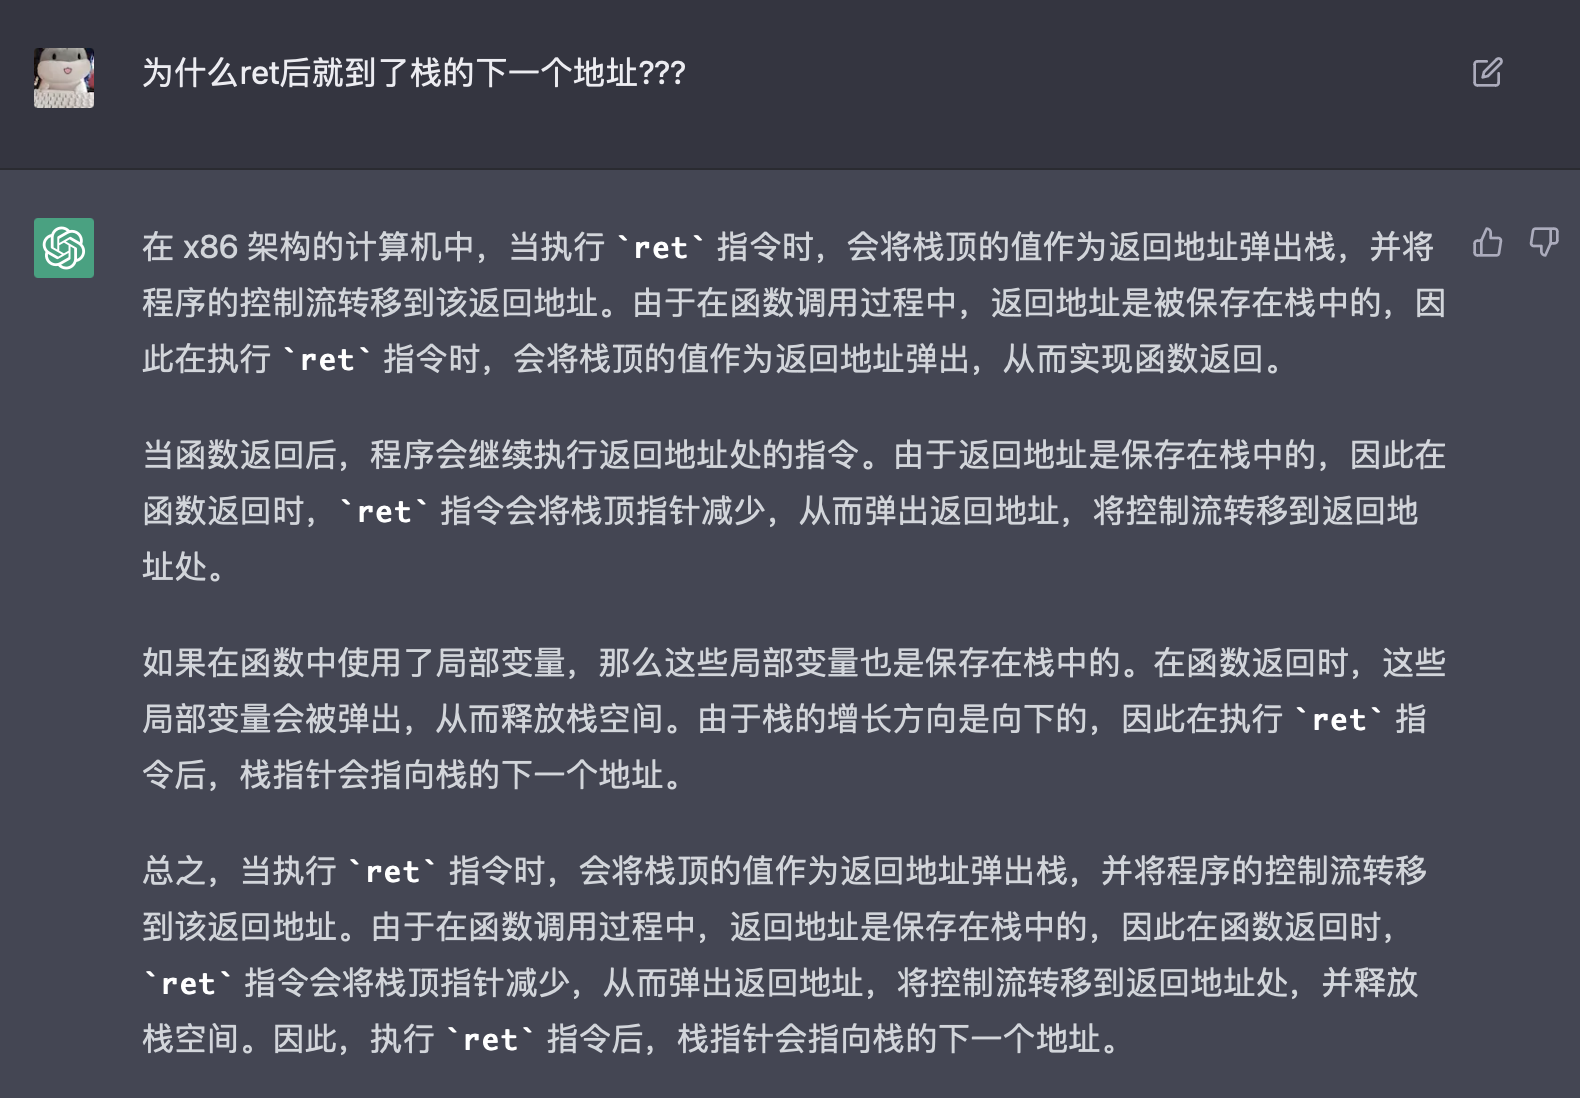 为什么ret后就到了栈的下一个地址???
在 x86 架构的计算机中，当执行 `ret` 指令时，会将栈顶的值作为返回地址弹出栈，并将
程序的控制流转移到该返回地址。由于在函数调用过程中，返回地址是被保存在栈中的，因
此在执行 `ret` 指令时，会将栈顶的值作为返回地址弹出，从而实现函数返回。
当函数返回后，程序会继续执行返回地址处的指令。由于返回地址是保存在栈中的，因此在
函数返回时，`ret` 指令会将栈顶指针减少，从而弹出返回地址，将控制流转移到返回地
址处。
如果在函数中使用了局部变量，那么这些局部变量也是保存在栈中的。在函数返回时，这些
局部变量会被弹出，从而释放栈空间。由于栈的增长方向是向下的，因此在执行 `ret` 指
令后，栈指针会指向栈的下一个地址。
总之，当执行 `ret` 指令时，会将栈顶的值作为返回地址弹出栈，并将程序的控制流转移
到该返回地址。由于在函数调用过程中，返回地址是保存在栈中的，因此在函数返回时，
`ret` 指令会将栈顶指针减少，从而弹出返回地址，将控制流转移到返回地址处，并释放
栈空间。因此，执行 `ret` 指令后，栈指针会指向栈的下一个地址。